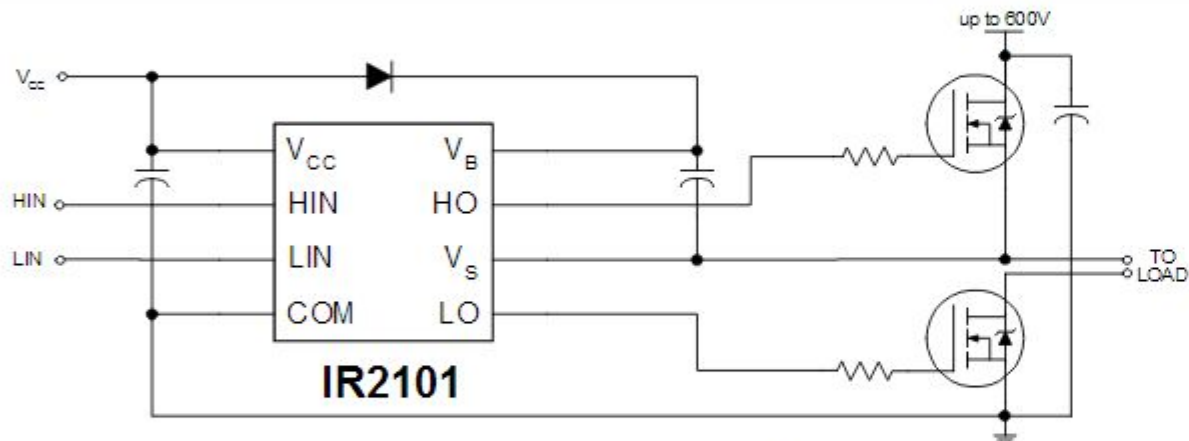 up to 600V
VCC
VCC VB
HIN HIN HO
LIN LIN VS
TO
LOAD
COM LO
IR2101